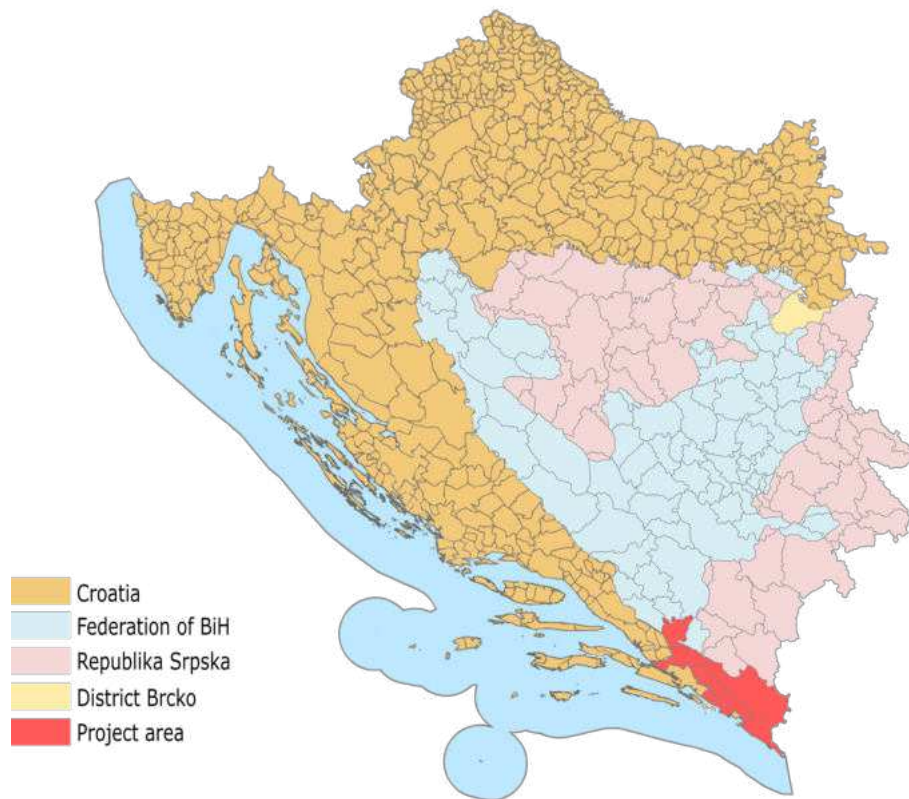 Croatia
Federation of BiH
Republika Srpska
District Brcko
Project area